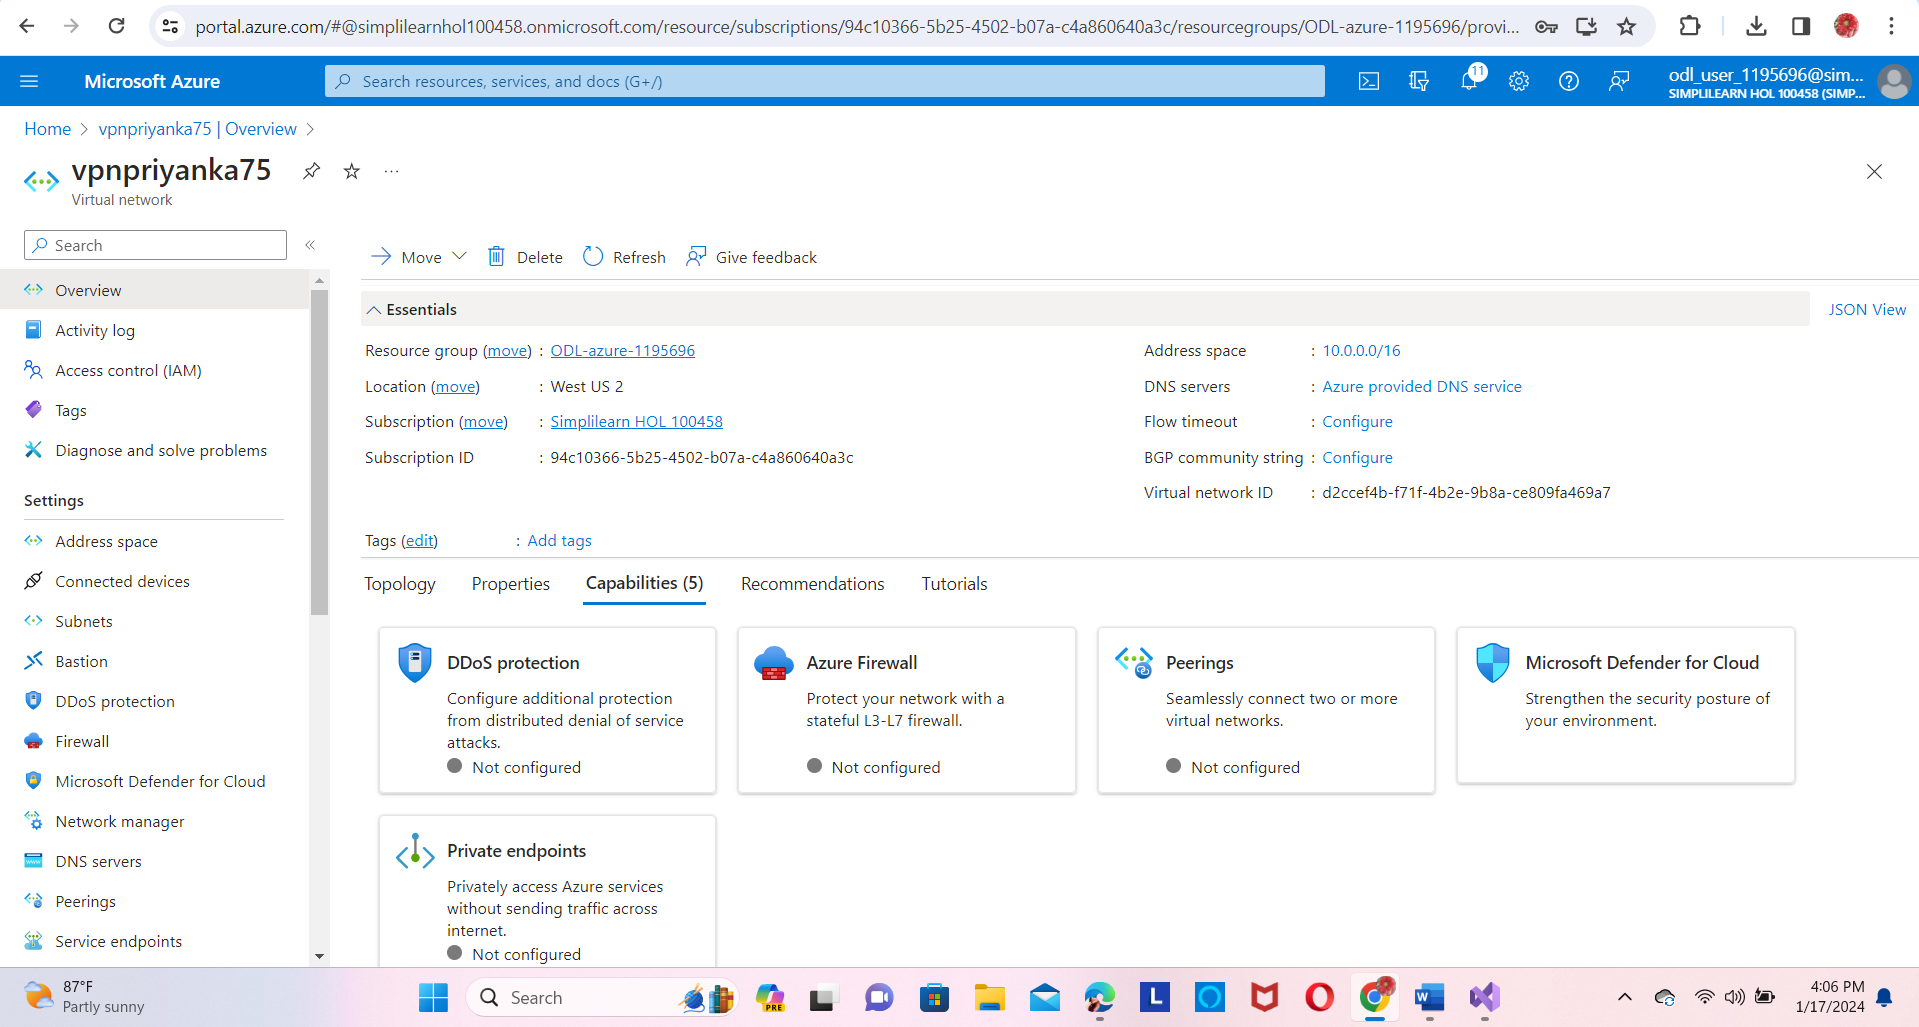 portal.azure.com/#@simplilearnhol100458.onmicrosoft.com/resource/subscriptions/94c10366-5b25-4502-b07a-c4a860640a3c/resourcegroups/ODL-azure-1195696/provi...
Microsoft Azure
Search resources, services, and docs (G+/)
11
odl_user_1195696@sim...
SIMPLILEARN HOL 100458 (SIMP...
Home > vpnpriyanka75 | Overview >
vpnpriyanka75
Virtual network
Search
Overview
Activity log
Access control (IAM)
Tags
Diagnose and solve problems
Settings
Address space
Connected devices
Subnets
Bastion
DDoS protection
Firewall
Microsoft Defender for Cloud
Network manager
DNS servers
Peerings
Service endpoints
Move Delete Refresh Give feedback
Essentials
JSON View
Resource group (move) : ODL-azure-1195696
Location (move) : West US 2
Subscription (move) : Simplilearn HOL 100458
Subscription ID : 94c10366-5b25-4502-b07a-c4a860640a3c
Address space : 10.0.0.0/16
DNS servers : Azure provided DNS service
Flow timeout : Configure
BGP community string : Configure
Virtual network ID : d2ccef4b-f71f-4b2e-9b8a-ce809fa469a7
Tags (edit) : Add tags
Topology Properties Capabilities (5) Recommendations Tutorials
DDoS protection
Configure additional protection
from distributed denial of service
attacks.
Not configured
Azure Firewall
Protect your network with a
stateful L3-L7 firewall.
Not configured
Peerings
Seamlessly connect two or more
virtual networks.
Not configured
Microsoft Defender for Cloud
Strengthen the security posture of
your environment.
Private endpoints
Privately access Azure services
without sending traffic across
internet.
Not configured
87°F
Partly sunny
Search
PRE
L
W
4:06 PM
1/17/2024